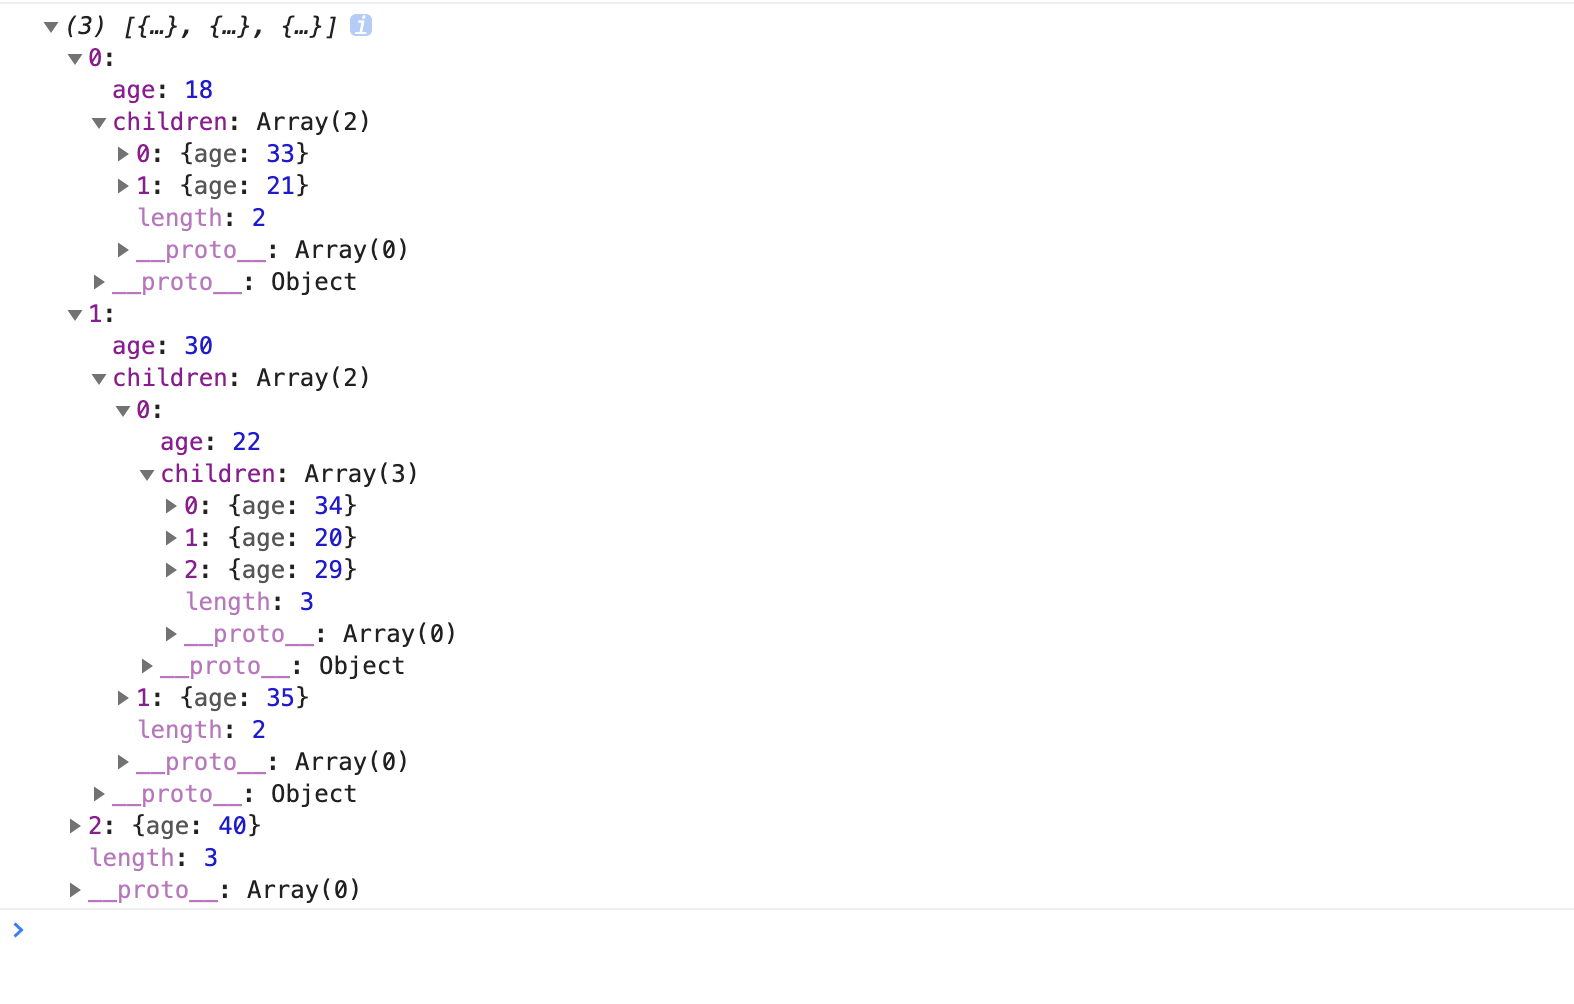 (3) [{…}, {…}, {…}] i
0:
age: 18
children: Array(2)
0: {age: 33}
1: {age: 21}
length: 2
__proto__: Array(0)
__proto__: Object
1:
age: 30
children: Array(2)
0:
age: 22
children: Array(3)
0: {age: 34}
1: {age: 20}
2: {age: 29}
length: 3
__proto__: Array(0)
__proto__: Object
1: {age: 35}
length: 2
__proto__: Array(0)
__proto__: Object
2: {age: 40}
length: 3
__proto__: Array(0)